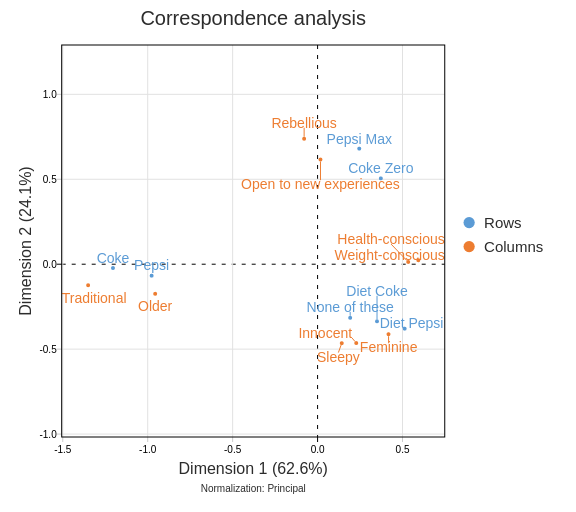 Correspondence analysis
Dimension 2 (24.1%)
1.0
0.5
0.0
-0.5
-1.0
Rebellious
Pepsi Max
Coke Zero
Open to new experiences
Health-conscious
Weight-conscious
Coke
Pepsi
Traditional
Older
Diet Coke
None of these
Diet Pepsi
Innocent
Feminine
Sleepy
Rows
Columns
-1.5
-1.0
-0.5
0.0
0.5
Dimension 1 (62.6%)
Normalization: Principal